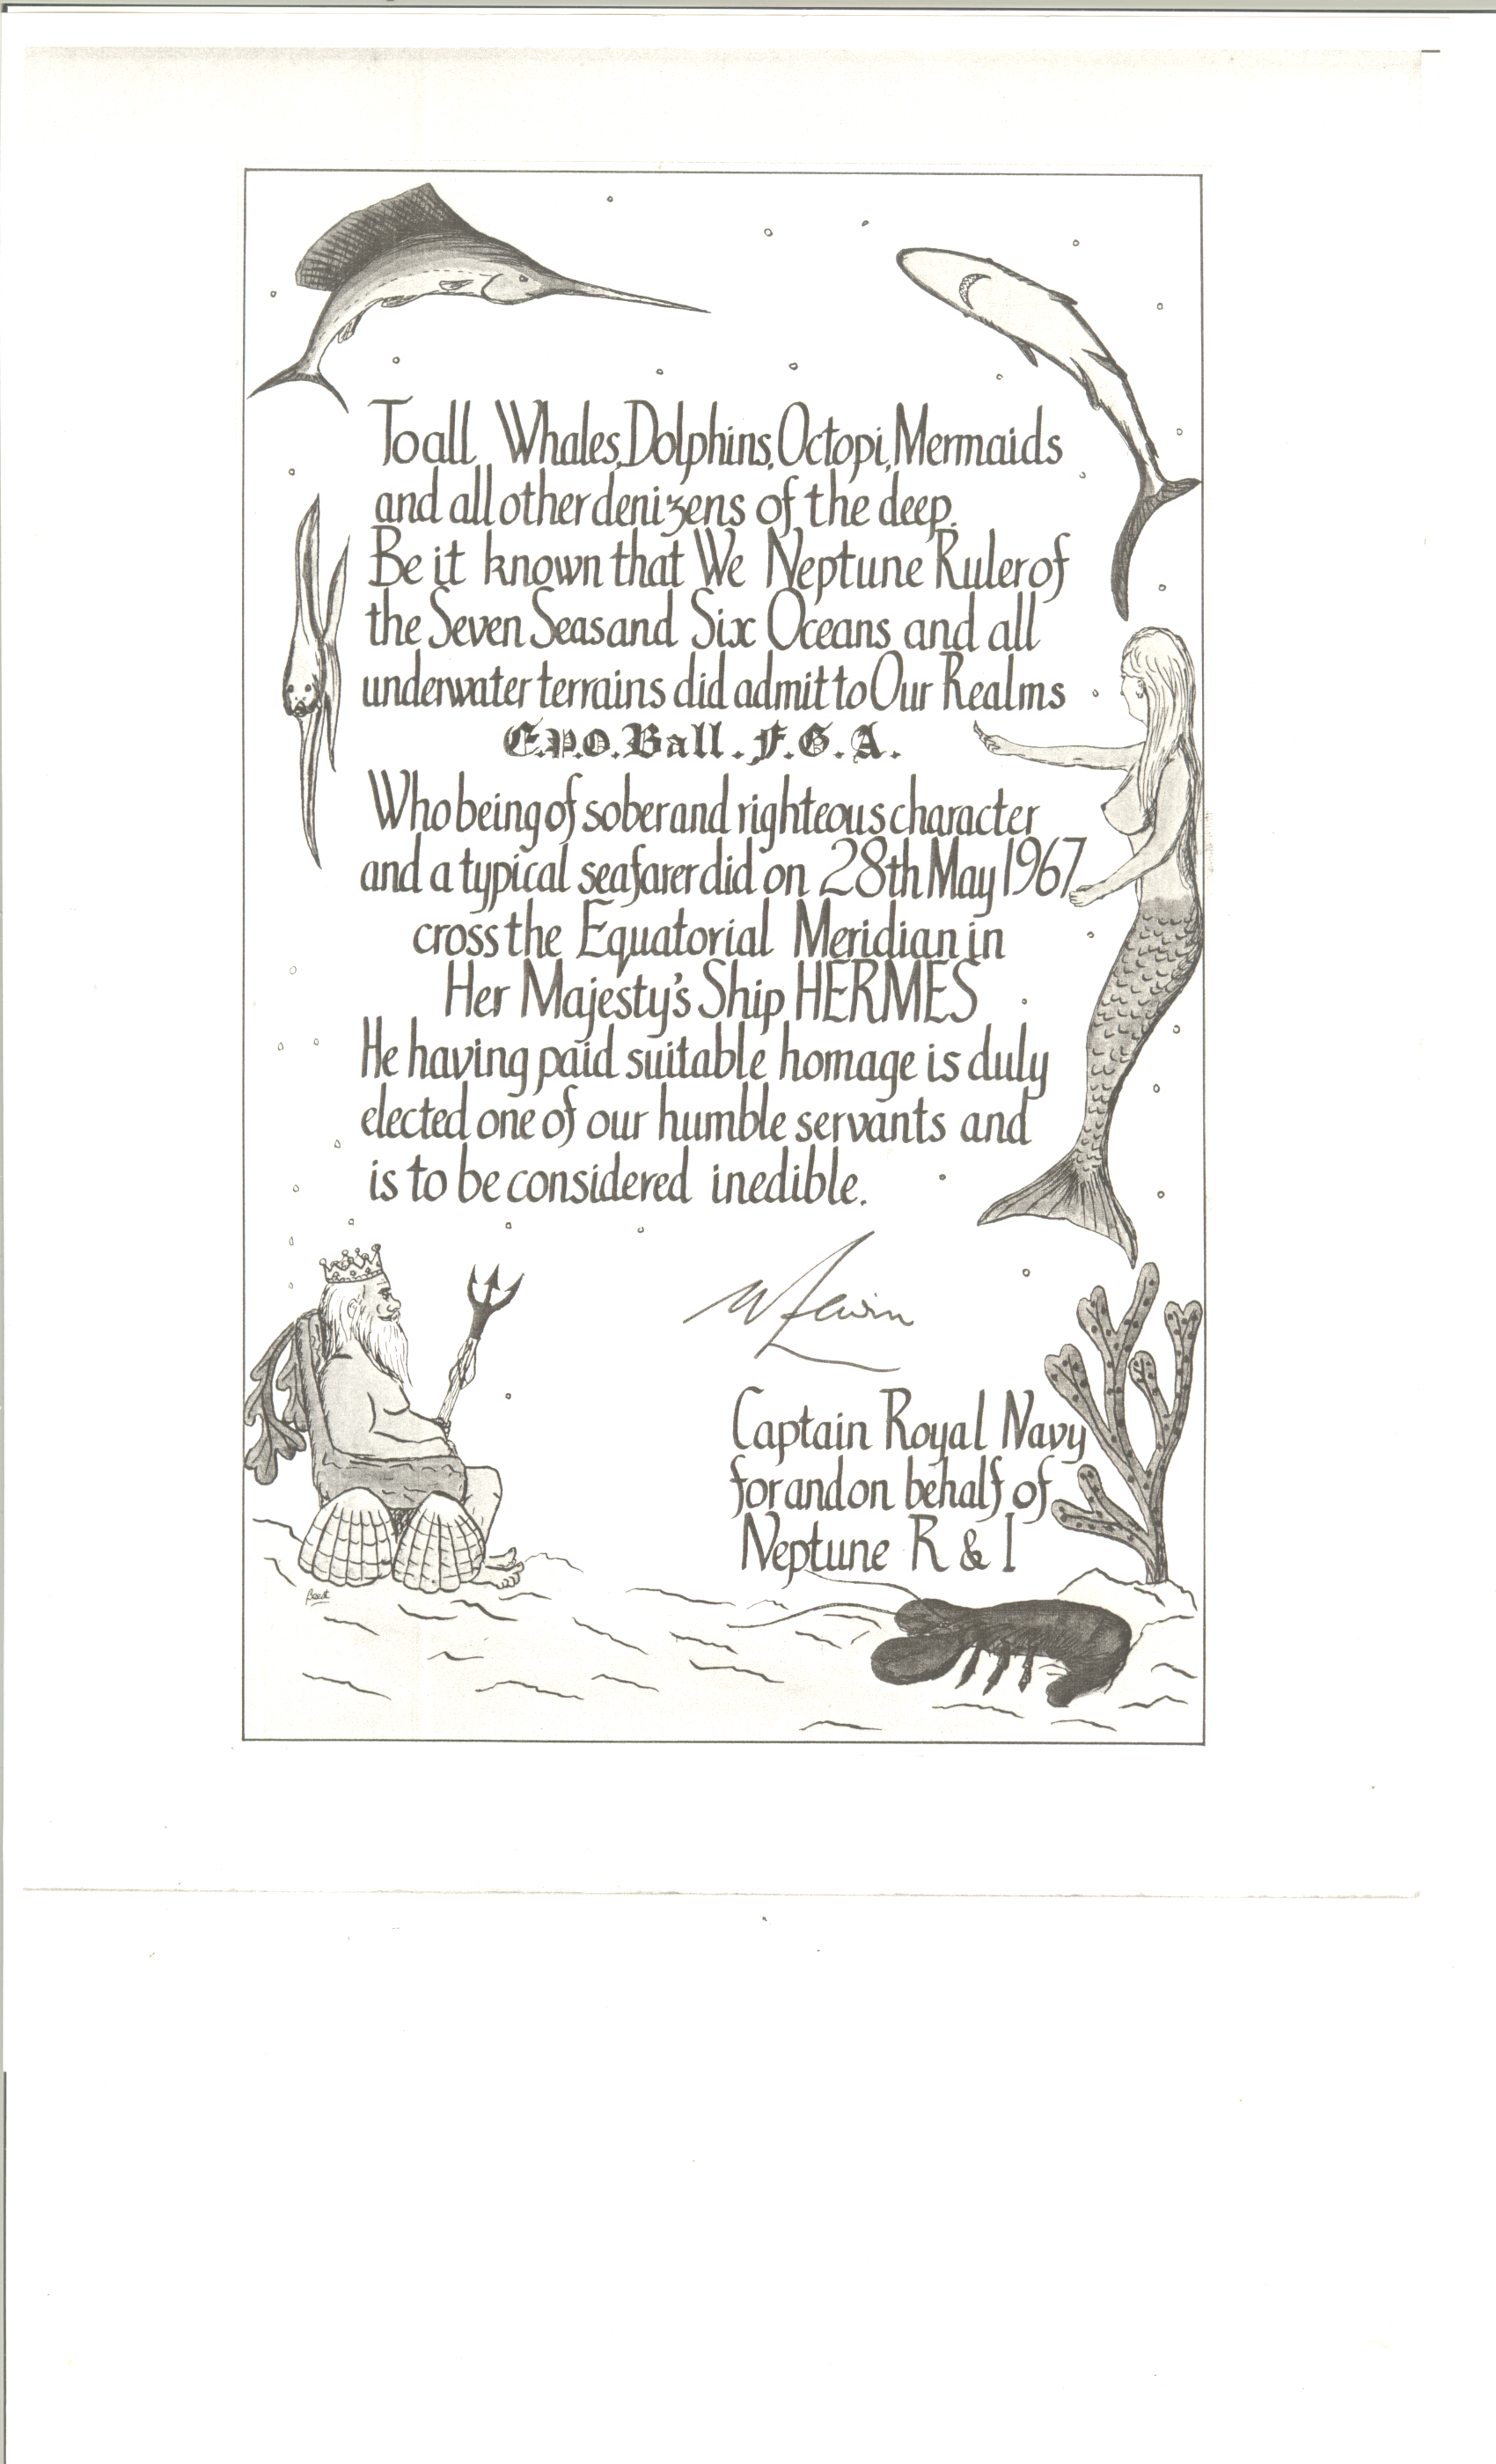 To all Whales, Dolphins, Octopi, Mermaids
and all other denizens of the deep.
Be it known that We Neptune Ruler of
the Seven Seas and Six Oceans and all
underwater terrains did admit to Our Realms
E.P.O. Ball. F.G.A.
Who being of sober and righteous character
and a typical seafarer did on 28th May 1967
cross the Equatorial Meridian in
Her Majesty's Ship HERMES
He having paid suitable homage is duly
elected one of our humble servants and
is to be considered inedible.
Captain Royal Navy
for and on behalf of
Neptune R & I